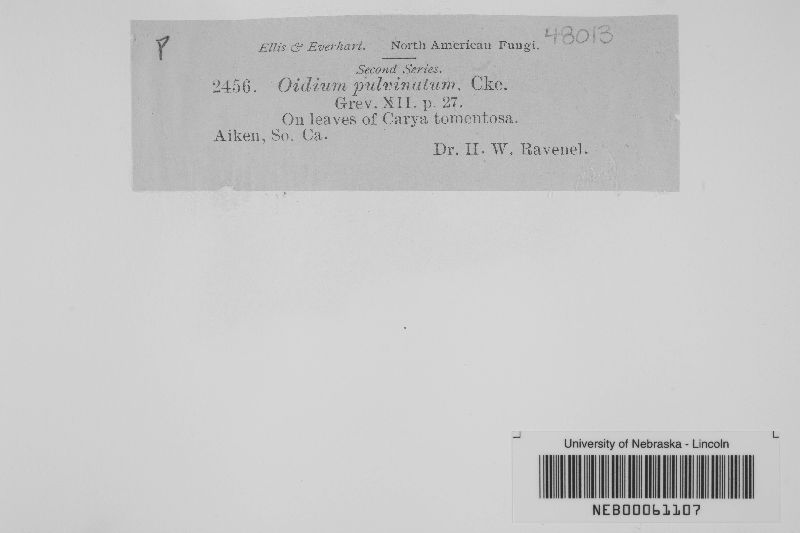 P
48013
Ellis & Everhart. North American Fungi.
Second Series.
2456. Oidium pulvinatum, Cke.
Grev. XII. p. 27.
On leaves of Carya tomentosa.
Aiken, So. Ca.
Dr. H. W. Ravenel.
University of Nebraska - Lincoln
NEB00061107